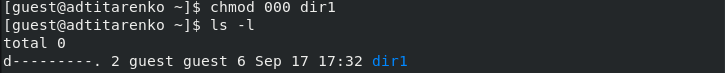 [guest@adtitarenko ~]$ chmod 000 dir1
[guest@adtitarenko ~]$ ls -l
total 0
d---------. 2 guest guest 6 Sep 17 17:32 dir1